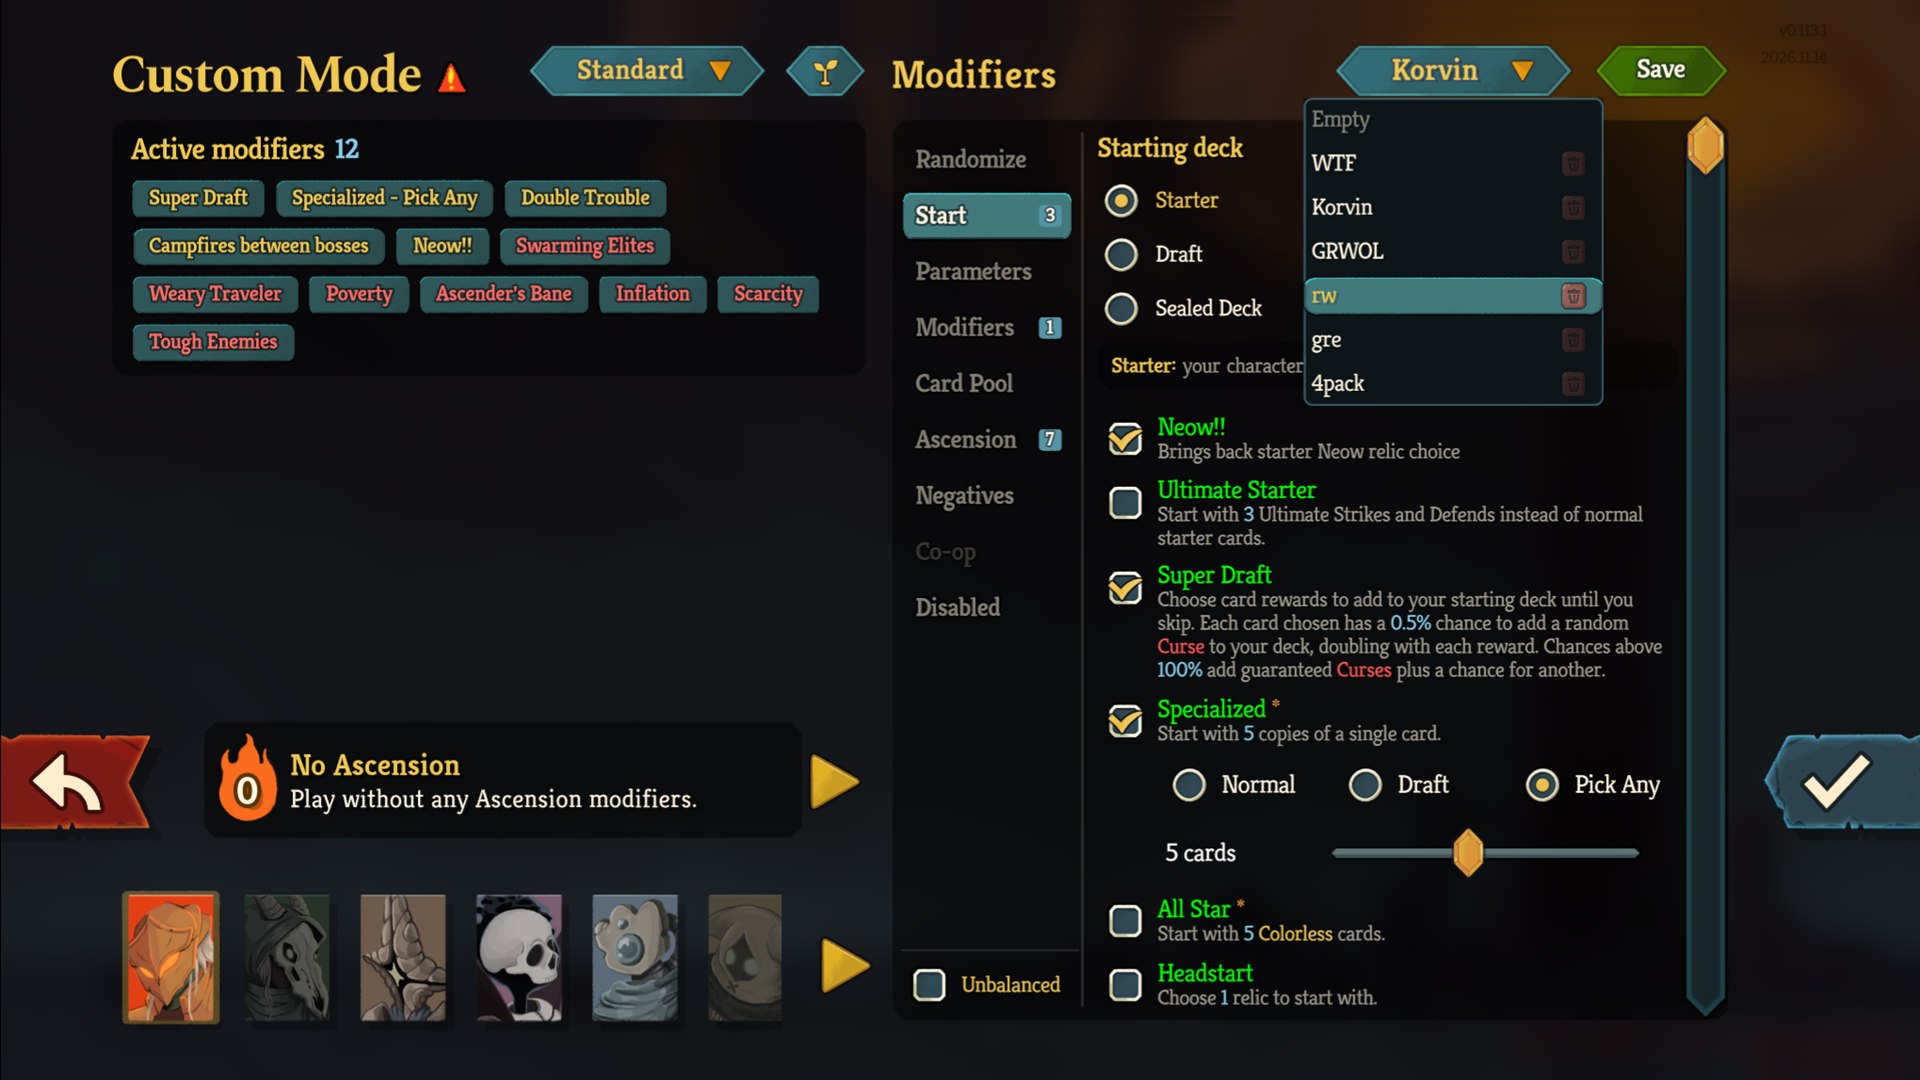 v0.113.1
2026.11.14
Custom Mode
Standard
Modifiers
Korvin
Save
Active modifiers 12
Super Draft
Specialized - Pick Any
Double Trouble
Campfires between bosses
Neow!!
Swarming Elites
Weary Traveler
Poverty
Ascender's Bane
Inflation
Scarcity
Tough Enemies
0
No Ascension
Play without any Ascension modifiers.
Randomize
Start 3
Parameters
Modifiers 1
Card Pool
Ascension 7
Negatives
Co-op
Disabled
Unbalanced
Empty
WTF
Korvin
GRWOL
rw
gre
4pack
Starting deck
Starter
Draft
Sealed Deck
Starter: your character
Neow!!
Brings back starter Neow relic choice
Ultimate Starter
Start with 3 Ultimate Strikes and Defends instead of normal
starter cards.
Super Draft
Choose card rewards to add to your starting deck until you
skip. Each card chosen has a 0.5% chance to add a random
Curse to your deck, doubling with each reward. Chances above
100% add guaranteed Curses plus a chance for another.
Specialized *
Start with 5 copies of a single card.
Normal
Draft
Pick Any
5 cards
All Star *
Start with 5 Colorless cards.
Headstart
Choose 1 relic to start with.